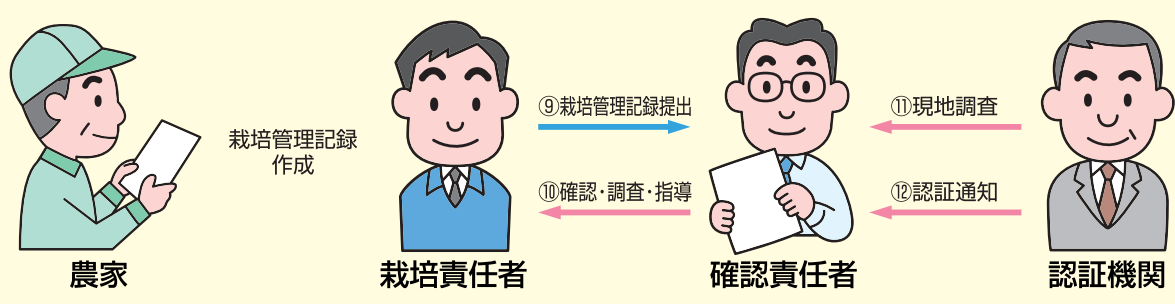 栽培管理記録
作成
⑨栽培管理記録提出
⑩確認・調査・指導
⑪現地調査
⑫認証通知
農家
栽培責任者
確認責任者
認証機関